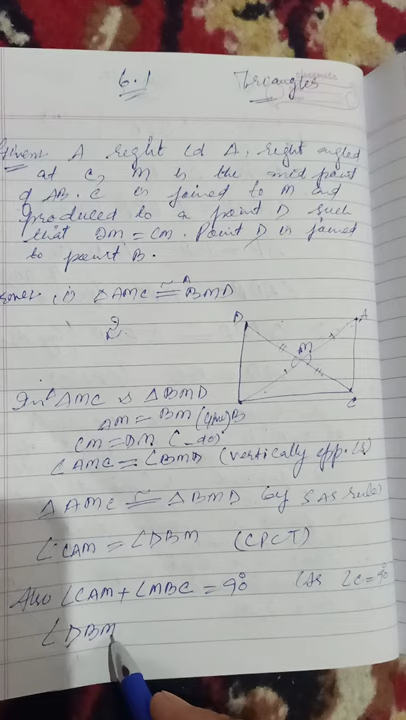 6.1 Triangles
Given A right ∠d Δ, right angled
at C, M is the mid point
of AB. C is joined to M and
produced to a point D such
that DM = CM. Point D is joined
to point B.
(i) ΔAMC ≅ ΔBMD
2.
D A
M
B C
In ΔAMC & ΔBMD
AM = BM (given)
CM = DM (-do-)
∠AMC = ∠BMD (vertically opp. ∠s)
ΔAMC ≅ ΔBMD (by SAS rule)
∠CAM = ∠DBM (CPCT)
Also ∠CAM + ∠MBC = 90° (As ∠C = 90°
∠DBM